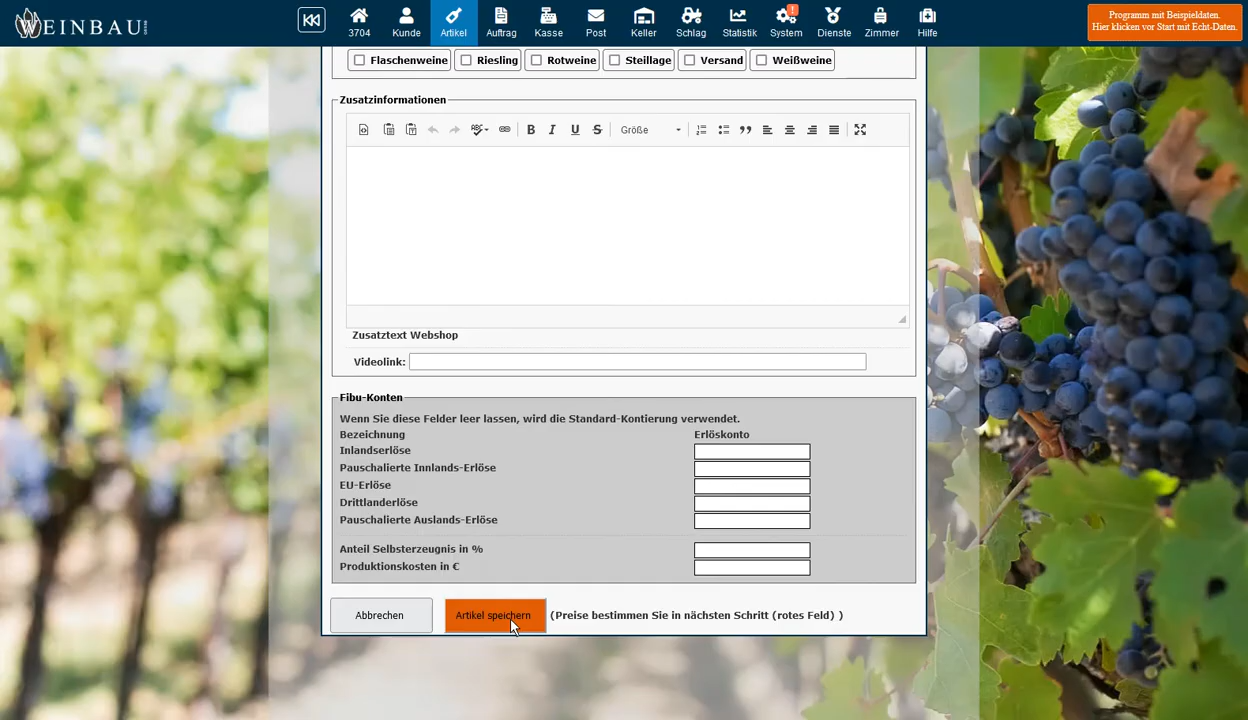 WEINBAU
3704 Kunde Artikel Auftrag Kasse Post Keller Schlag Statistik System Dienste Zimmer Hilfe
Programm mit Beispieldaten.
Hier klicken vor Start mit Echt-Daten.
Flaschenweine Riesling Rotweine Steillage Versand Weißweine
Zusatzinformationen
ABC B I U S Größe
Zusatztext Webshop
Videolink:
Fibu-Konten
Wenn Sie diese Felder leer lassen, wird die Standard-Kontierung verwendet.
Bezeichnung Erlöskonto
Inlandserlöse
Pauschalierte Innlands-Erlöse
EU-Erlöse
Drittlanderlöse
Pauschalierte Auslands-Erlöse
Anteil Selbsterzeugnis in %
Produktionskosten in €
Abbrechen Artikel speichern (Preise bestimmen Sie in nächsten Schritt (rotes Feld) )